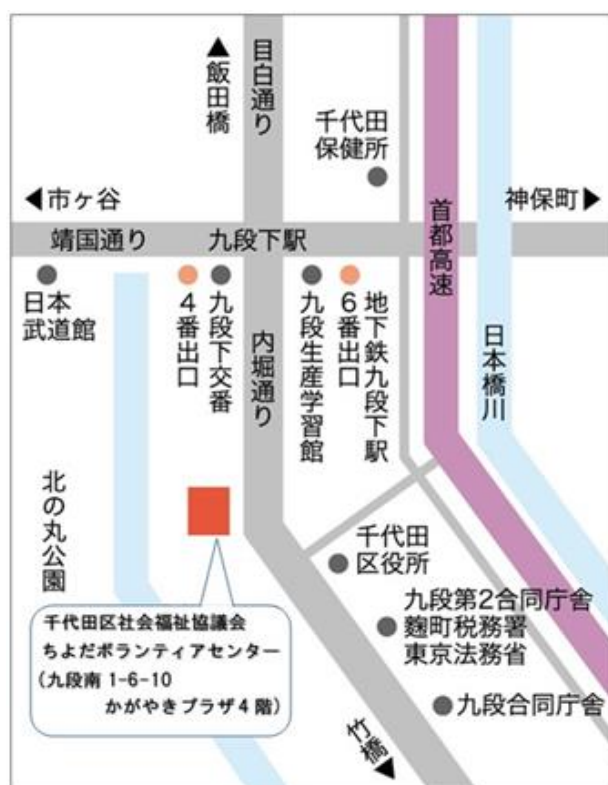 ▲飯田橋
目白通り
千代田
保健所
◀市ヶ谷
神保町▶
首都高速
靖国通り
九段下駅
日本
武道館
4番出口
九段下交番
内堀通り
九段生産学習館
6番出口
地下鉄九段下駅
日本橋川
北の丸公園
千代田
区役所
九段第2合同庁舎
麹町税務署
東京法務省
九段合同庁舎
千代田区社会福祉協議会
ちよだボランティアセンター
(九段南1-6-10
かがやきプラザ4階)
竹橋▶